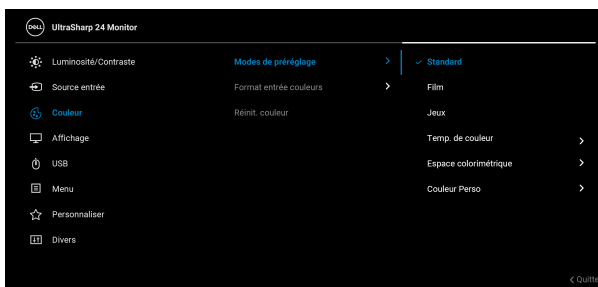 DELL UltraSharp 24 Monitor
Luminosité/Contraste Modes de préréglage Standard
Source entrée Format entrée couleurs Film
Couleur Réinit. couleur Jeux
Affichage Temp. de couleur
USB Espace colorimétrique
Menu Couleur Perso
Personnaliser
Divers
Quitte